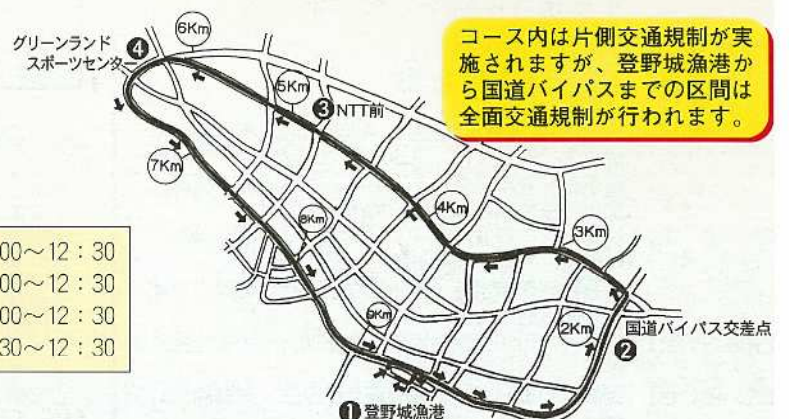 コース内は片側交通規制が実
施されますが、登野城漁港か
ら国道バイパスまでの区間は
全面交通規制が行われます。
6Km
グリーンランド
スポーツセンター
❹
5Km
❸NTT前
7Km
4Km
8Km
3Km
00〜12：30
00〜12：30
00〜12：30
30〜12：30
9Km
2Km
国道バイパス交差点
❷
❶登野城漁港